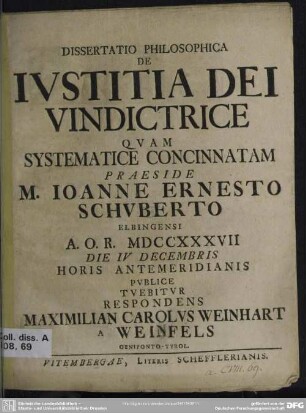 DISSERTATIO PHILOSOPHICA
DE
IVSTITIA DEI
VINDICTRICE
QVAM
SYSTEMATICE CONCINNATAM
PRAESIDE
M. IOANNE ERNESTO
SCHVBERTO
ELBINGENSI
A. O. R. MDCCXXXVII
DIE IV DECEMBRIS
HORIS ANTEMERIDIANIS
PVBLICE
TVEBITVR
RESPONDENS
MAXIMILIAN CAROLVS WEINHART
A WEINFELS
OENIPONTO-TYROL.
VITEMBERGAE, LITERIS SCHEFFLERIANIS.
Coll. diss. A
08, 69